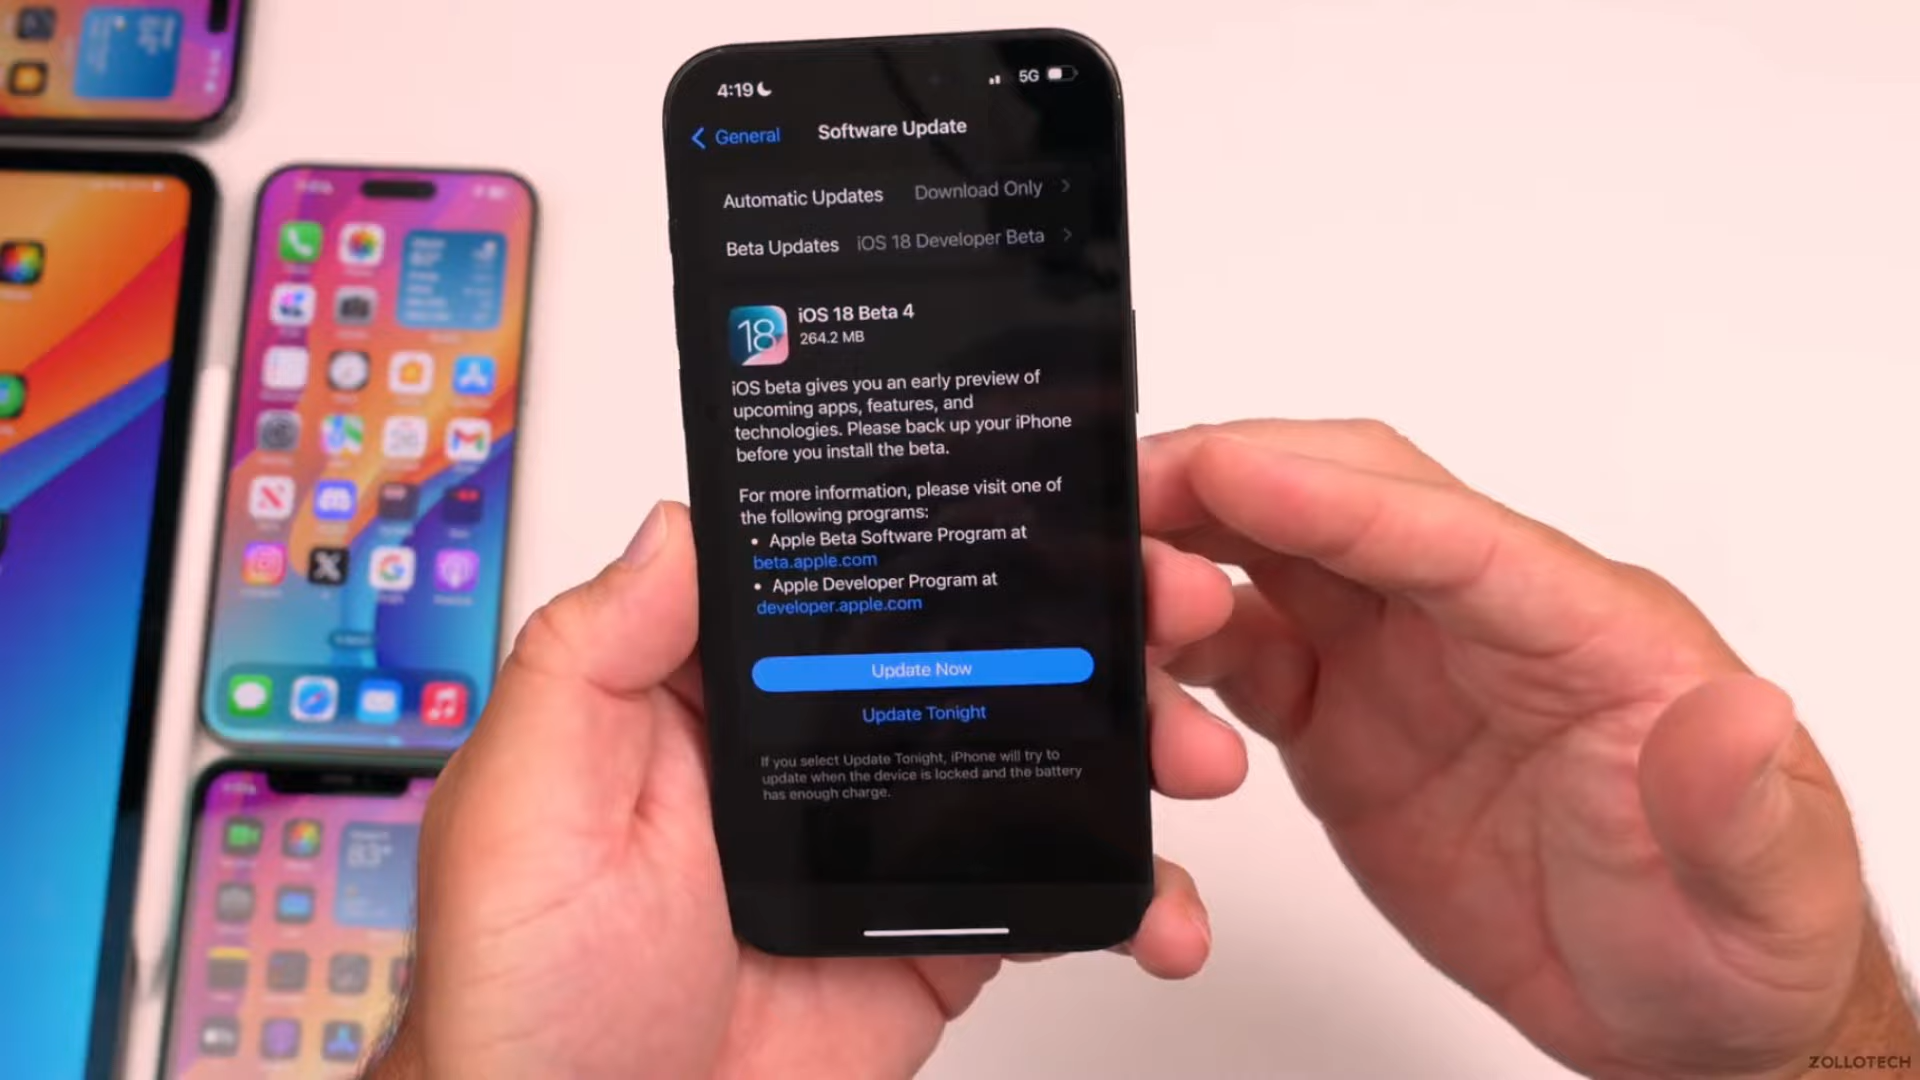 4:19
5G
General
Software Update
Automatic Updates Download Only
Beta Updates iOS 18 Developer Beta
18
iOS 18 Beta 4
264.2 MB
iOS beta gives you an early preview of
upcoming apps, features, and
technologies. Please back up your iPhone
before you install the beta.
For more information, please visit one of
the following programs:
• Apple Beta Software Program at
beta.apple.com
• Apple Developer Program at
developer.apple.com
Update Now
Update Tonight
If you select Update Tonight, iPhone will try to
update when the device is locked and the battery
has enough charge.
83°
ZOLLOTECH